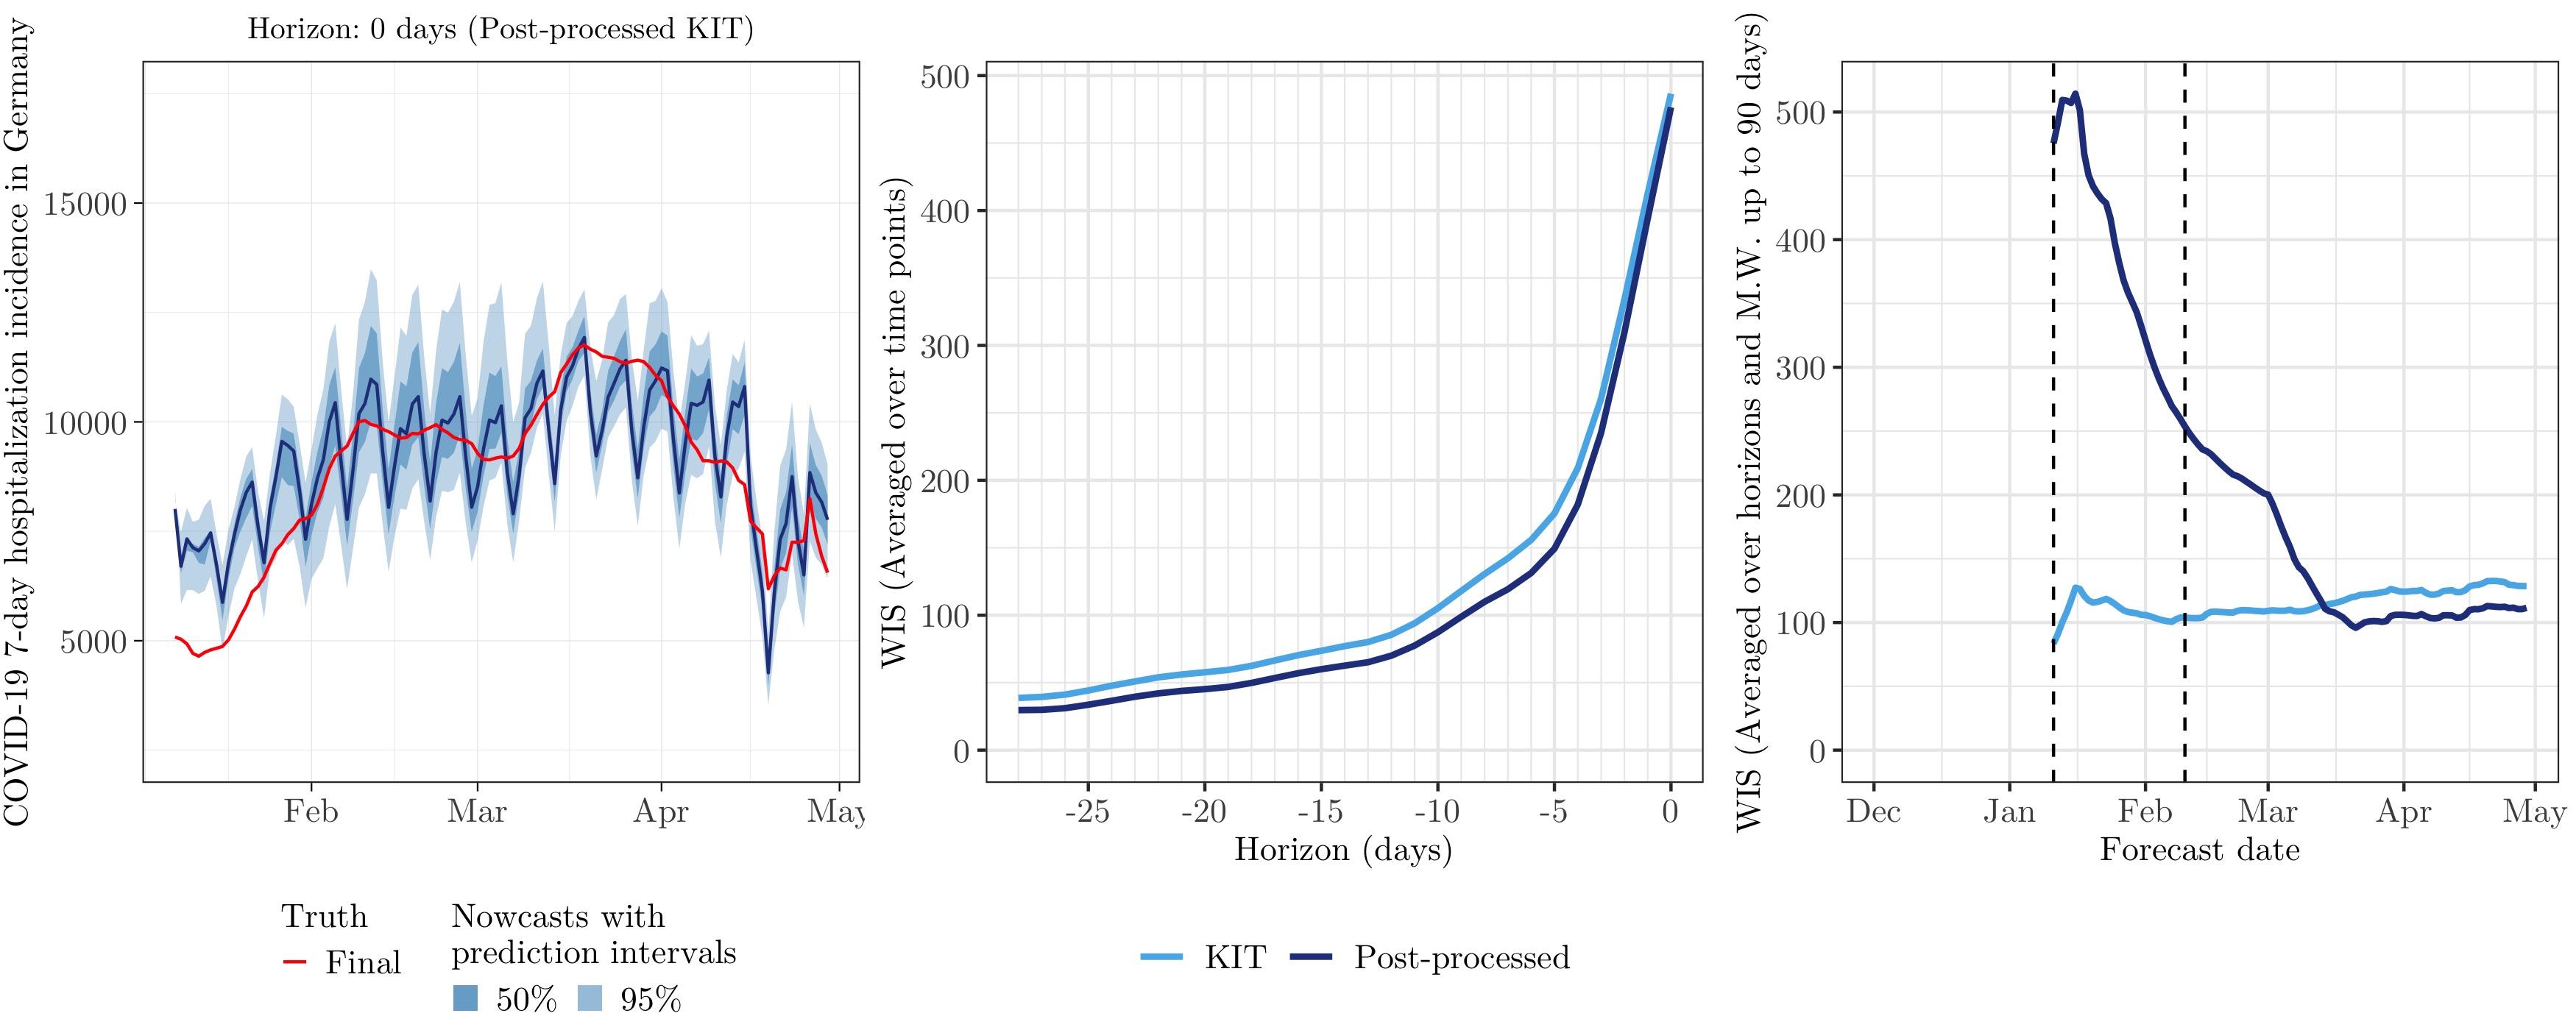 Horizon: 0 days (Post-processed KIT)
COVID-19 7-day hospitalization incidence in Germany
15000
10000
5000
Feb
Mar
Apr
May
Truth
Final
Nowcasts with
prediction intervals
50%
95%
WIS (Averaged over time points)
500
400
300
200
100
0
-25
-20
-15
-10
-5
0
Horizon (days)
KIT
Post-processed
WIS (Averaged over horizons and M.W. up to 90 days)
500
400
300
200
100
0
Dec
Jan
Feb
Mar
Apr
May
Forecast date